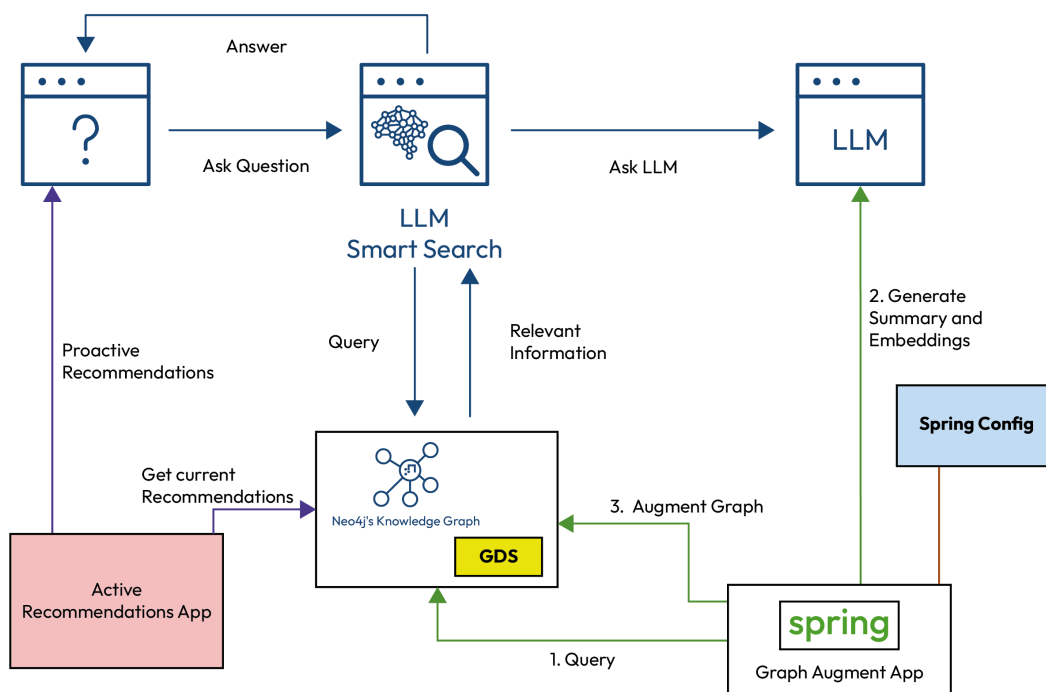 Answer
?
Ask Question
Ask LLM
LLM
LLM
Smart Search
2. Generate
Summary and
Embeddings
Query
Relevant
Information
Proactive
Recommendations
Spring Config
Get current
Recommendations
Neo4j's Knowledge Graph
GDS
3. Augment Graph
Active
Recommendations App
spring
1. Query
Graph Augment App